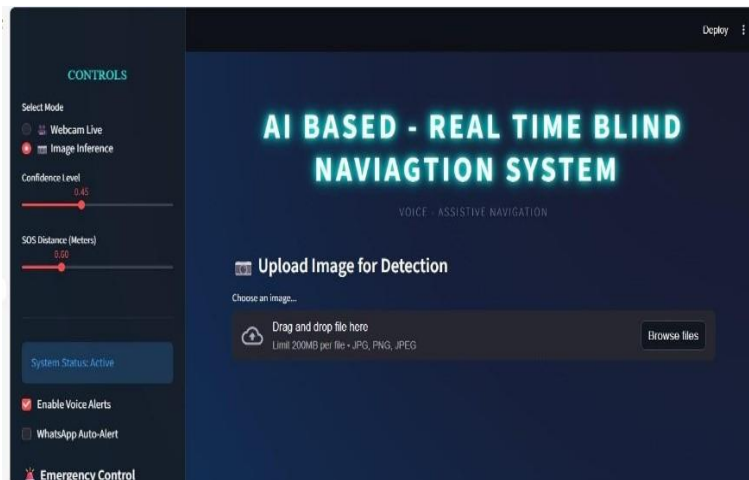 Deploy
CONTROLS
Select Mode
Webcam Live
Image Inference
Confidence Level
0.45
SOS Distance (Meters)
0.60
System Status: Active
Enable Voice Alerts
WhatsApp Auto-Alert
Emergency Control
AI BASED - REAL TIME BLIND
NAVIAGTION SYSTEM
VOICE - ASSISTIVE NAVIGATION
Upload Image for Detection
Choose an image...
Drag and drop file here
Limit 200MB per file • JPG, PNG, JPEG
Browse files